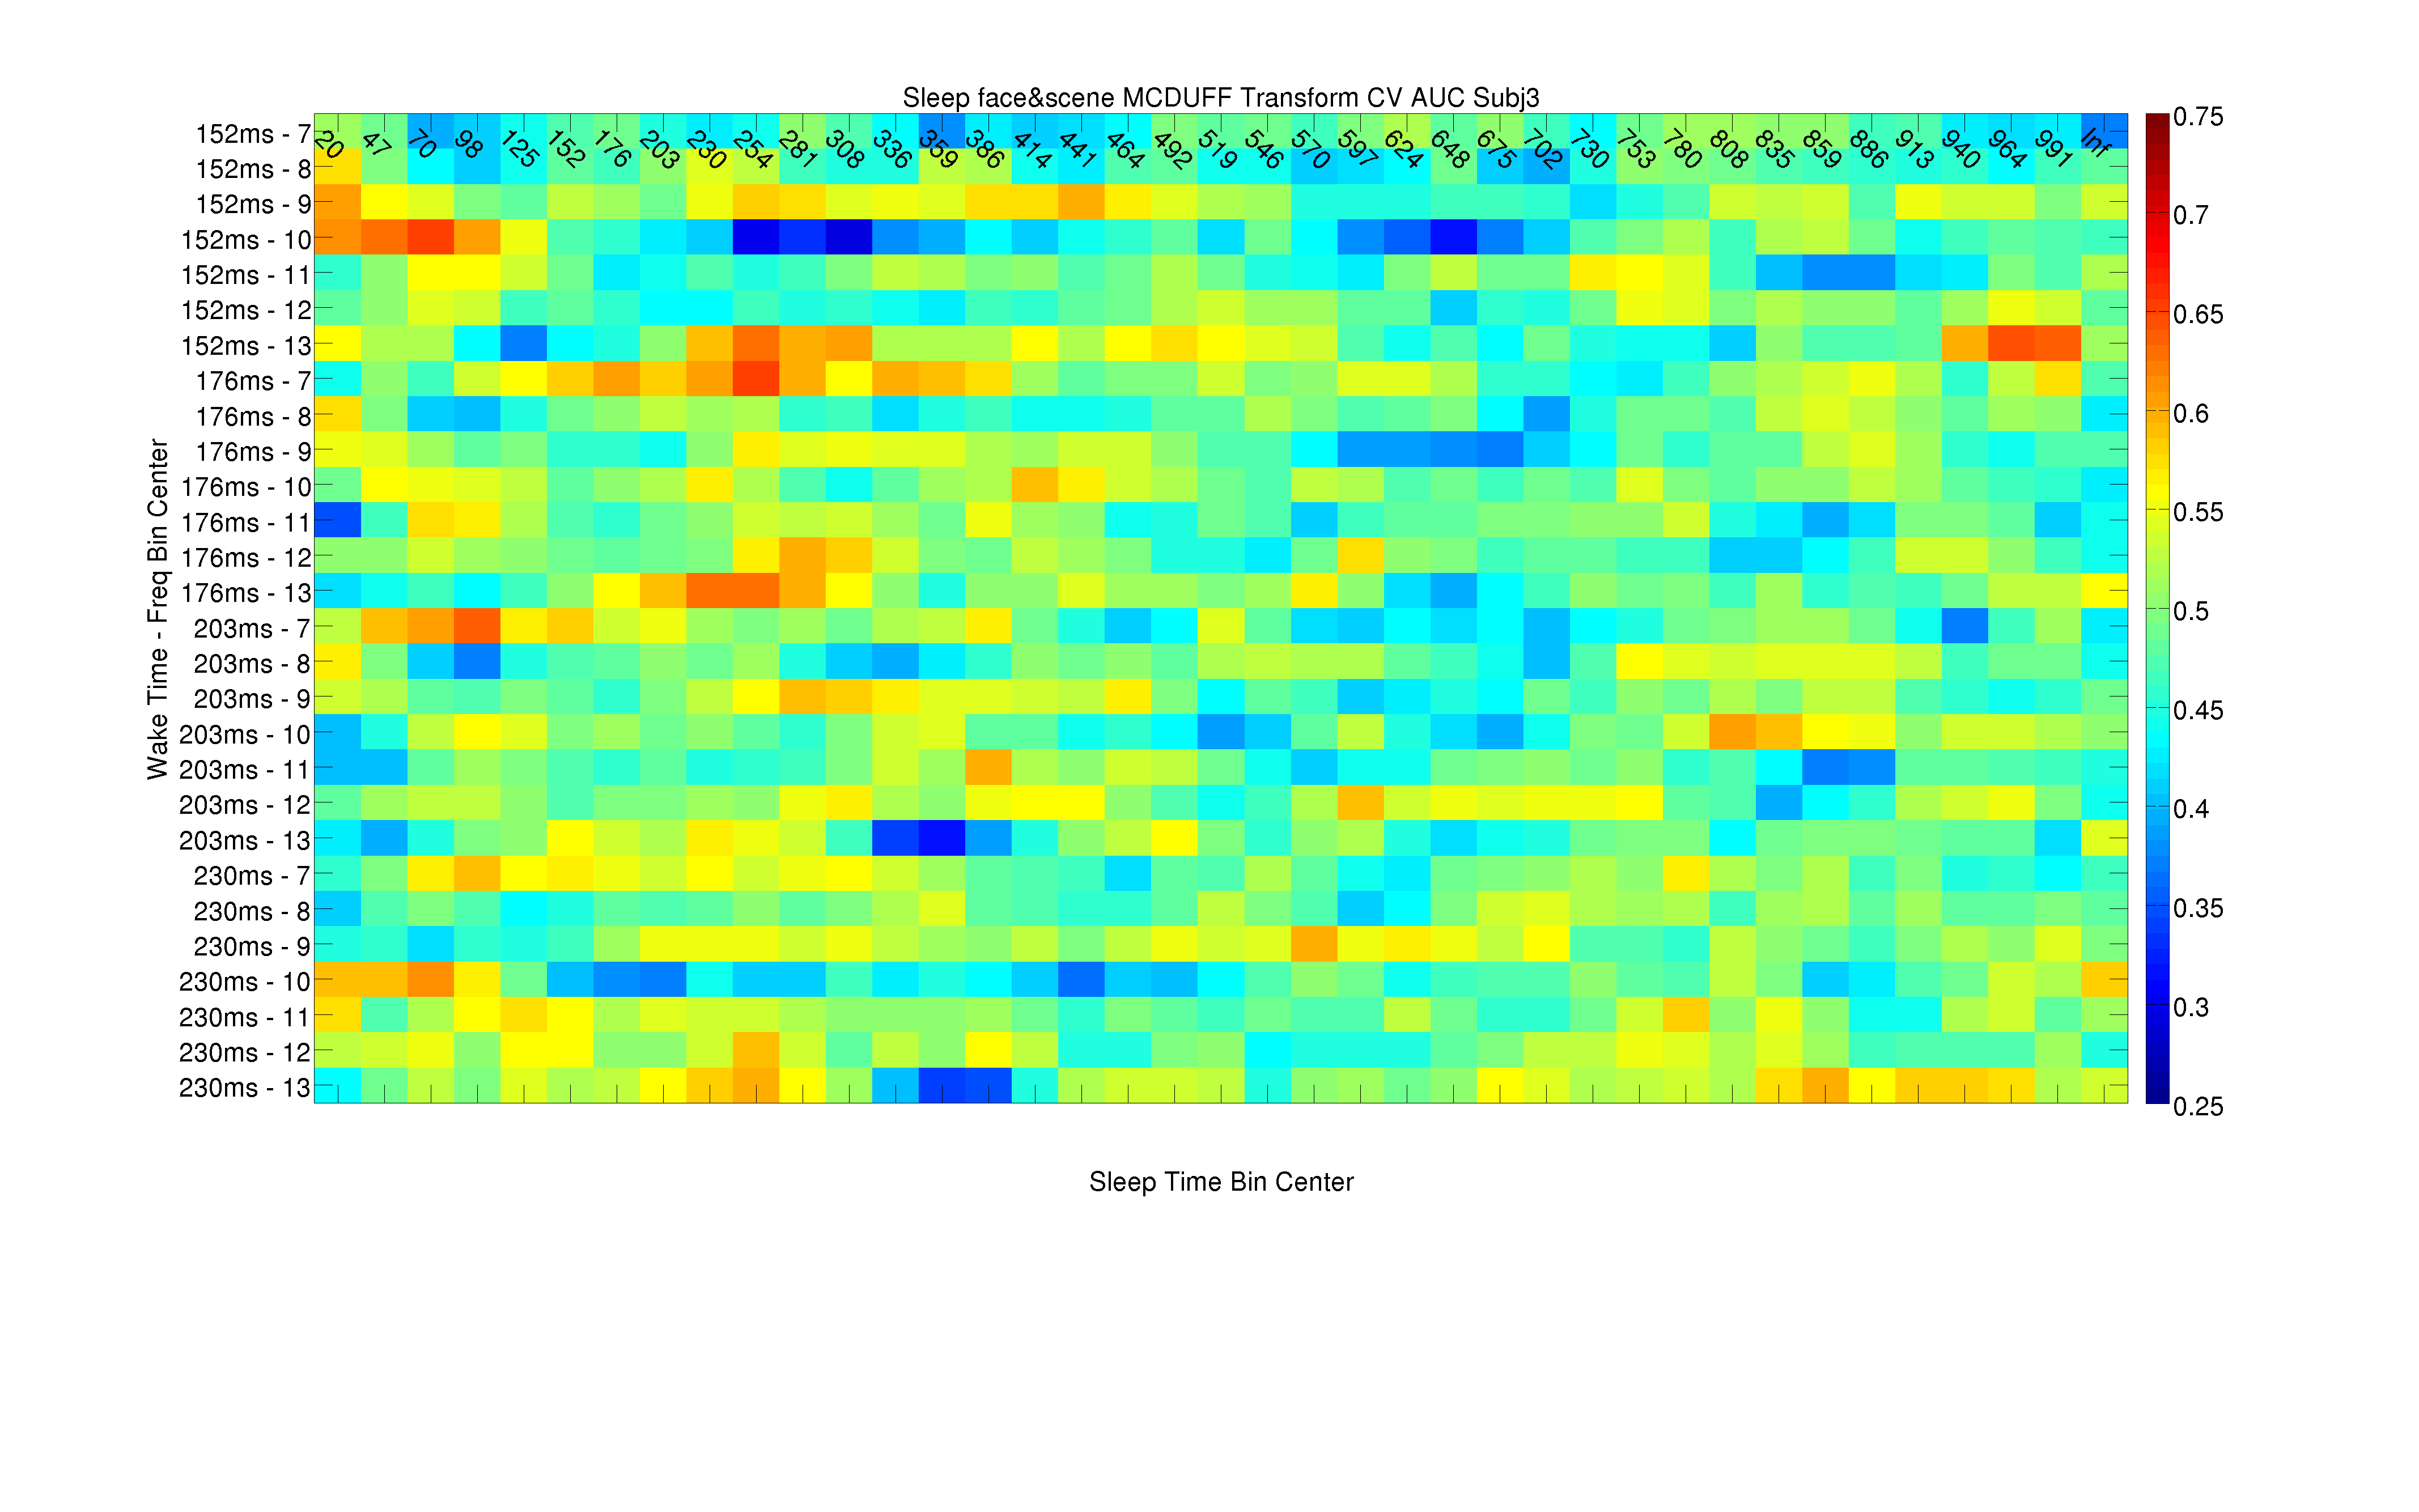 Sleep face&scene MCDUFF Transform CV AUC Subj3
152ms - 7
152ms - 8
152ms - 9
152ms - 10
152ms - 11
152ms - 12
152ms - 13
176ms - 7
176ms - 8
176ms - 9
176ms - 10
176ms - 11
176ms - 12
176ms - 13
203ms - 7
203ms - 8
203ms - 9
203ms - 10
203ms - 11
203ms - 12
203ms - 13
230ms - 7
230ms - 8
230ms - 9
230ms - 10
230ms - 11
230ms - 12
230ms - 13
Wake Time - Freq Bin Center
20
47
70
98
125
152
176
203
230
254
281
308
336
359
386
414
441
464
492
519
546
570
597
624
648
675
702
730
753
780
808
835
859
886
913
940
964
991
Inf
0.75
0.7
0.65
0.6
0.55
0.5
0.45
0.4
0.35
0.3
0.25
Sleep Time Bin Center